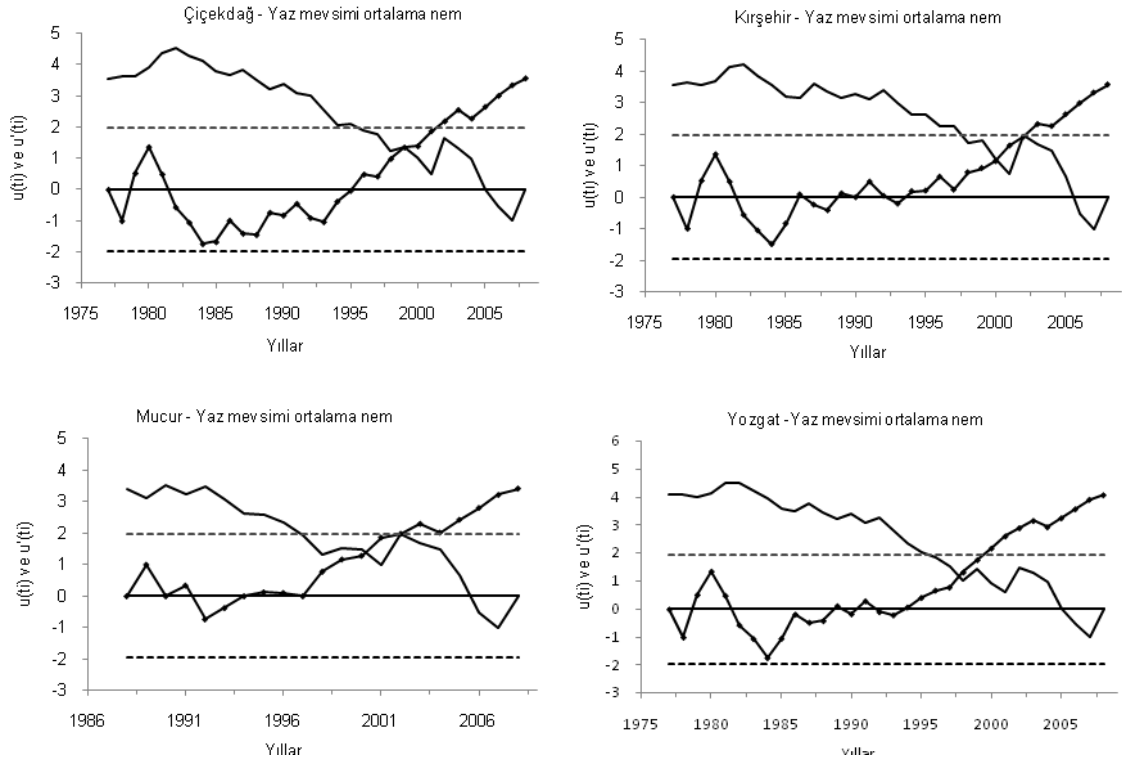 Çiçekdağ - Yaz mevsimi ortalama nem
5
4
3
2
1
0
-1
-2
-3
u(ti) ve u'(ti)
1975 1980 1985 1990 1995 2000 2005
Yıllar
Kırşehir - Yaz mevsimi ortalama nem
5
4
3
2
1
0
-1
-2
-3
u(ti) ve u'(ti)
1975 1980 1985 1990 1995 2000 2005
Yıllar
Mucur - Yaz mevsimi ortalama nem
5
4
3
2
1
0
-1
-2
-3
u(ti) ve u'(ti)
1986 1991 1996 2001 2006
Yıllar
Yozgat -Yaz mevsimi ortalama nem
6
5
4
3
2
1
0
-1
-2
-3
u(ti) ve u'(ti)
1975 1980 1985 1990 1995 2000 2005
Yıllar